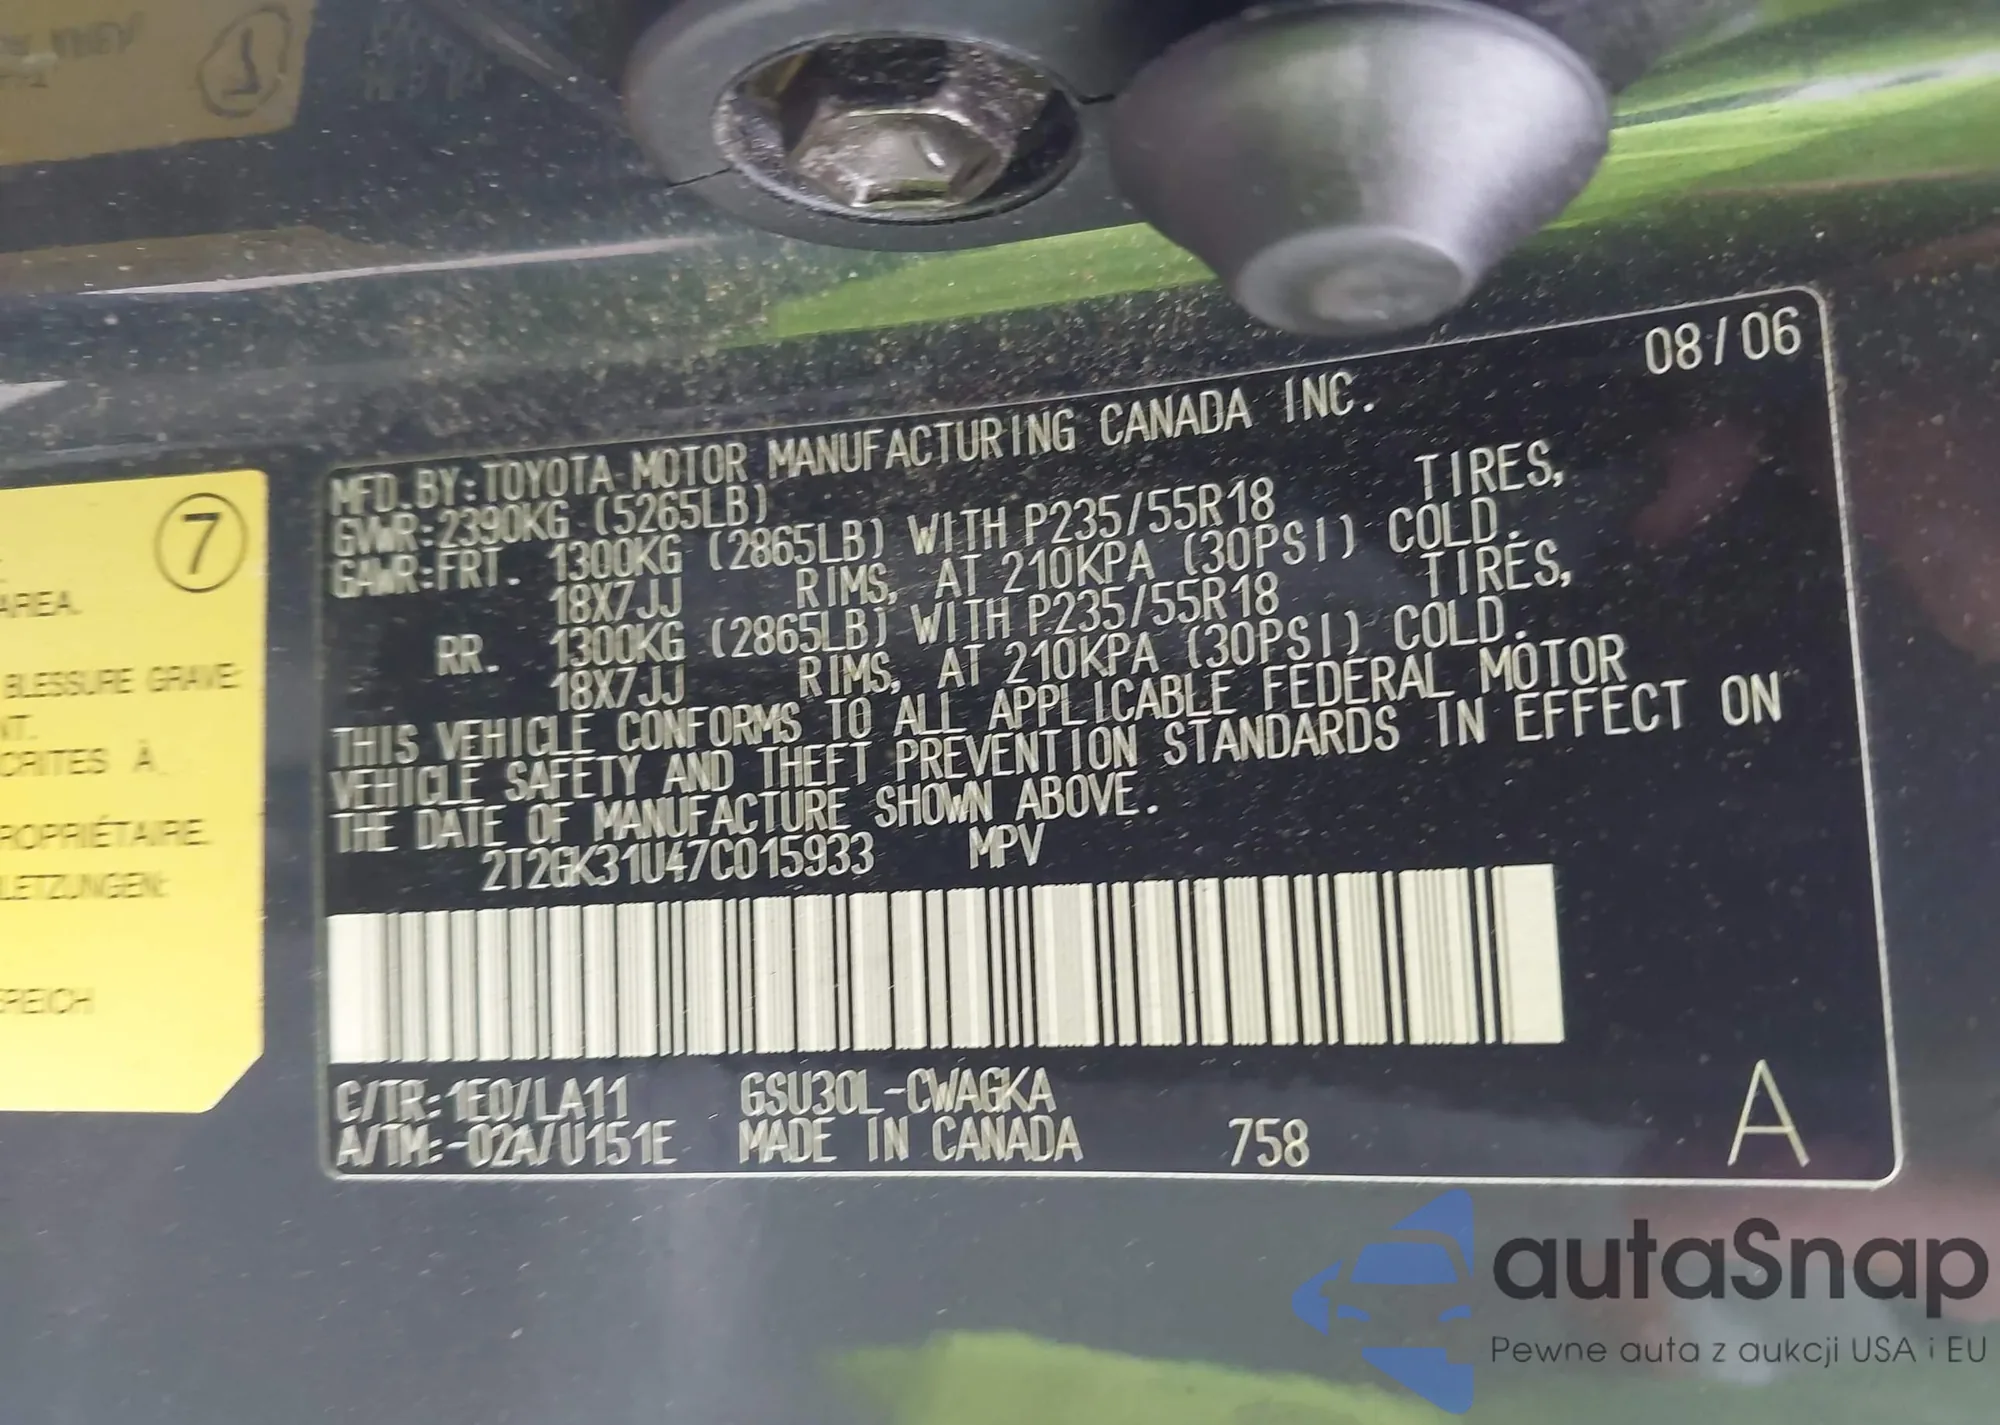 7
AREA.
BLESSURE GRAVE:
NT.
CRITES À
ROPRIÉTAIRE.
LETZUNGEN:
SREICH
08/06
MFD. BY: TOYOTA MOTOR MANUFACTURING CANADA INC.
GVWR: 2390KG (5265LB)
GAWR: FRT. 1300KG (2865LB) WITH P235/55R18 TIRES,
18X7JJ RIMS, AT 210KPA (30PSI) COLD.
RR. 1300KG (2865LB) WITH P235/55R18 TIRES,
18X7JJ RIMS, AT 210KPA (30PSI) COLD.
THIS VEHICLE CONFORMS TO ALL APPLICABLE FEDERAL MOTOR
VEHICLE SAFETY AND THEFT PREVENTION STANDARDS IN EFFECT ON
THE DATE OF MANUFACTURE SHOWN ABOVE.
2T2GK31U47C015933 MPV
C/TR: 1E0/LA11 GSU30L-CWAGKA
A/TM: -02A/U151E MADE IN CANADA 758 A
autaSnap
Pewne auta z aukcji USA i EU